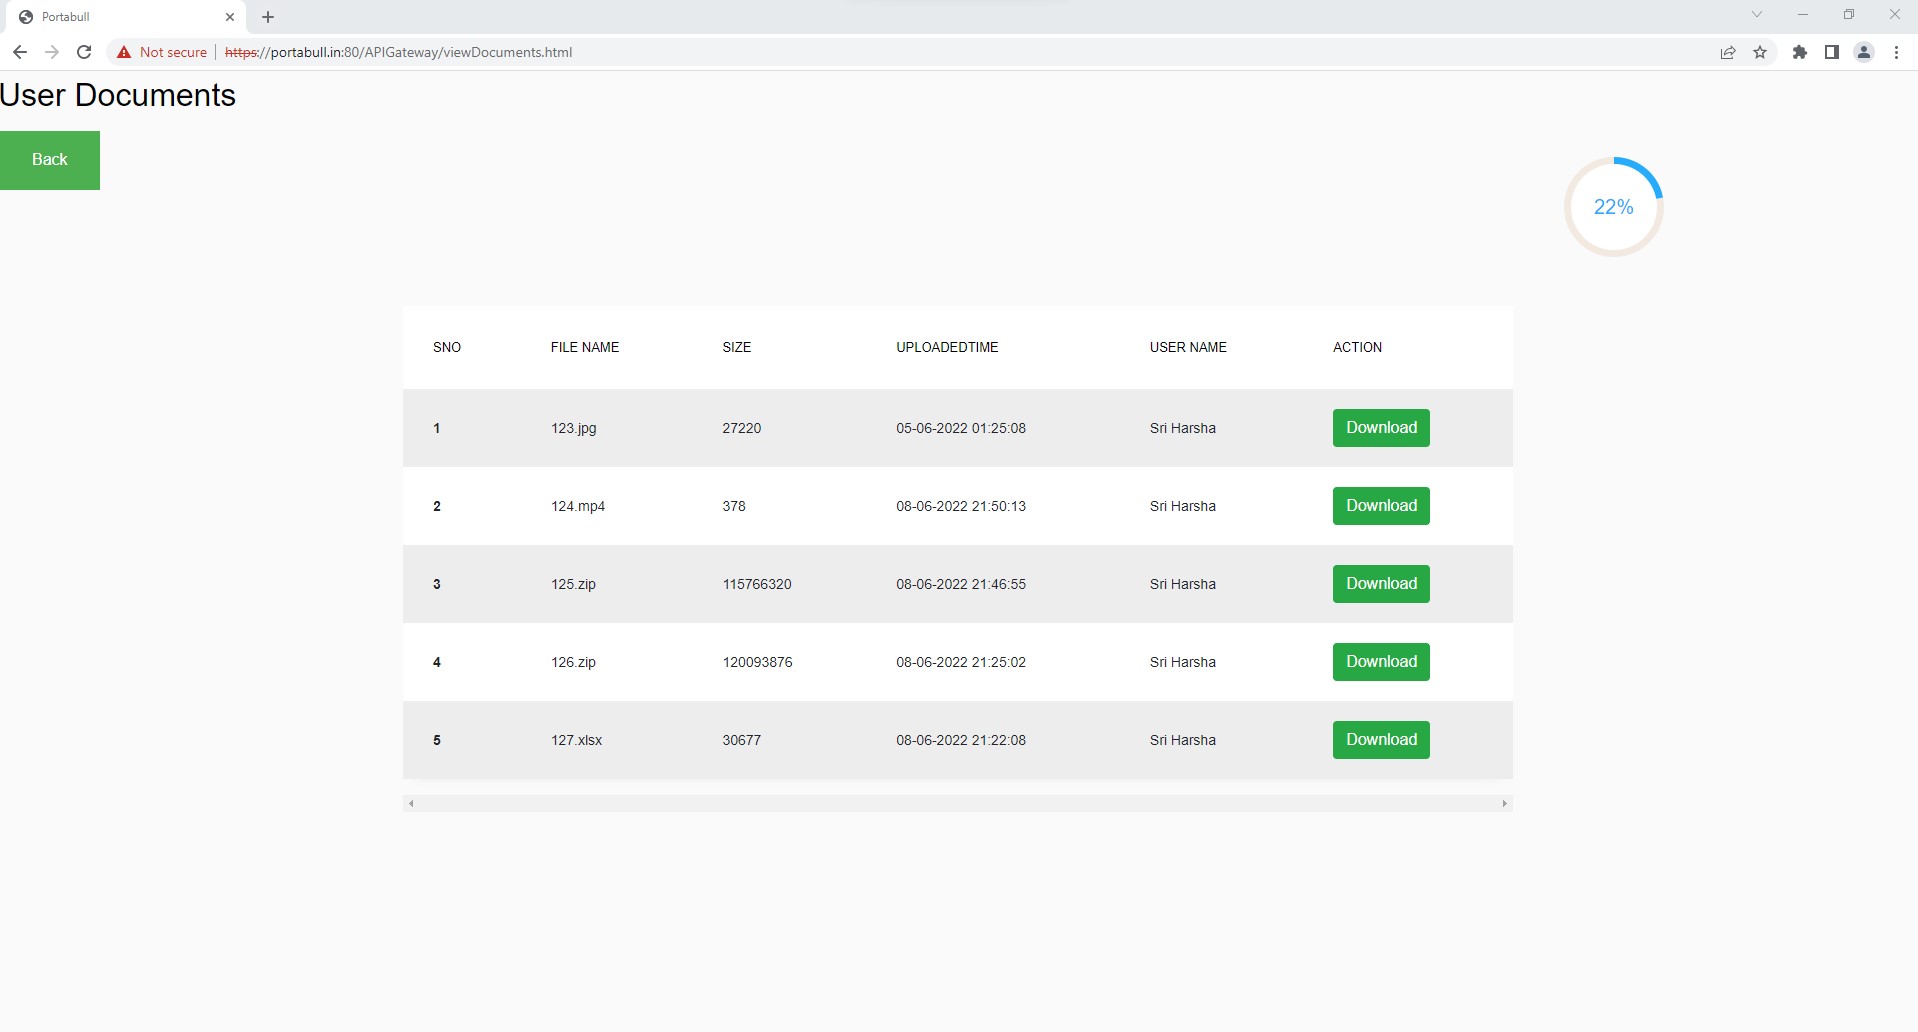 Portabull
Not secure https://portabull.in:80/APIGateway/viewDocuments.html
User Documents
Back
22%
SNO FILE NAME SIZE UPLOADEDTIME USER NAME ACTION
1 123.jpg 27220 05-06-2022 01:25:08 Sri Harsha Download
2 124.mp4 378 08-06-2022 21:50:13 Sri Harsha Download
3 125.zip 115766320 08-06-2022 21:46:55 Sri Harsha Download
4 126.zip 120093876 08-06-2022 21:25:02 Sri Harsha Download
5 127.xlsx 30677 08-06-2022 21:22:08 Sri Harsha Download